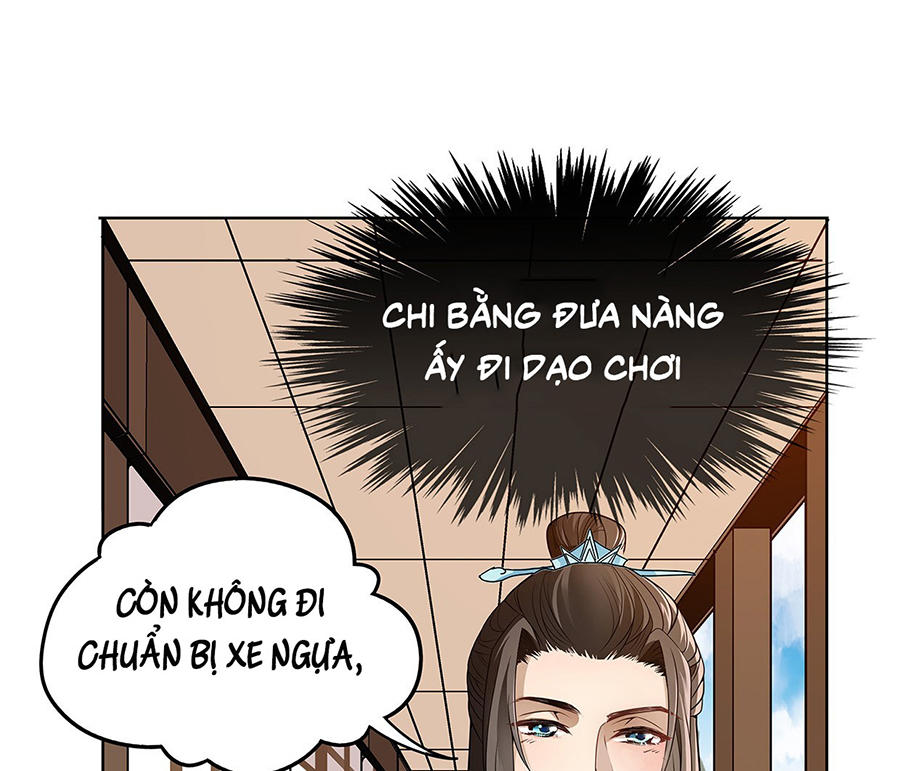 CHI BẰNG ĐƯA NÀNG
ẤY ĐI DẠO CHƠI
CÒN KHÔNG ĐI
CHUẨN BỊ XE NGỰA,